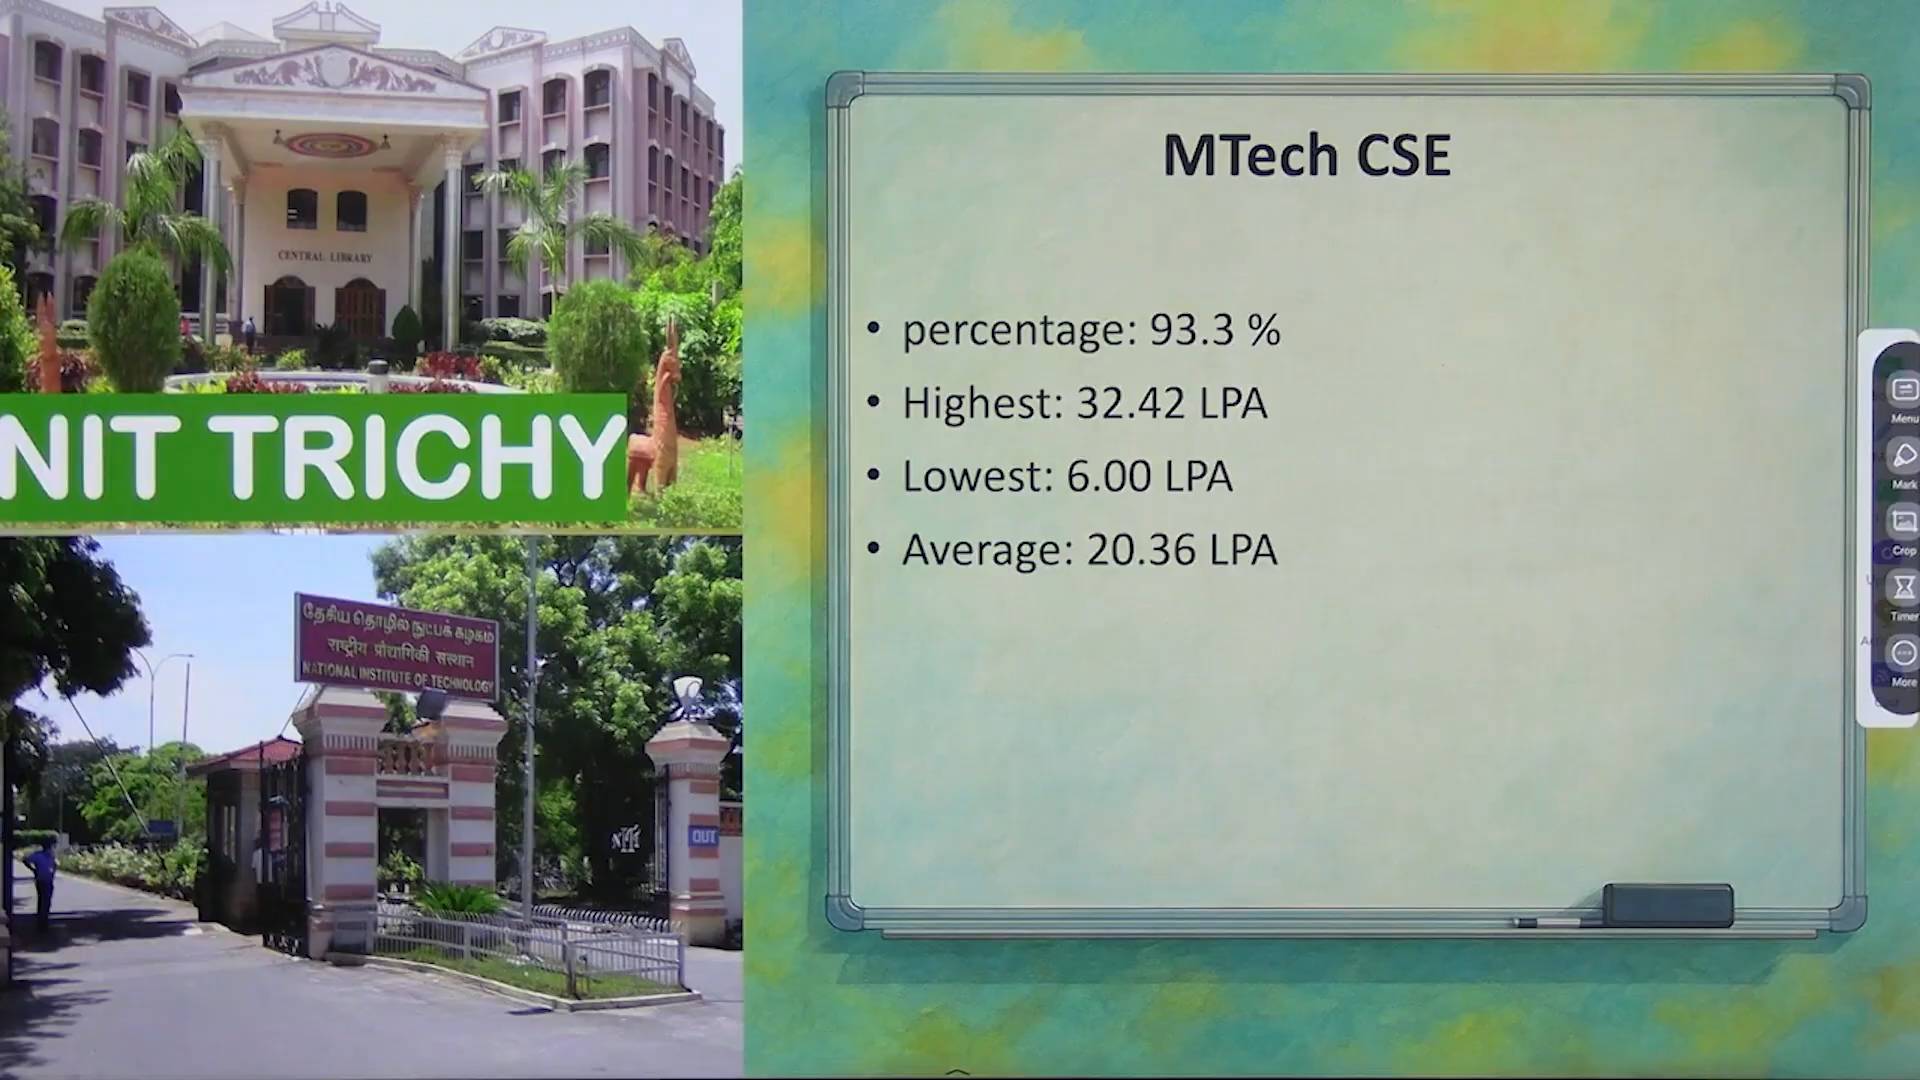 CENTRAL LIBRARY
NIT TRICHY
தேசிய தொழில் நுட்பக் கழகம்
राष्ट्रीय प्रौद्योगिकी संस्थान
NATIONAL INSTITUTE OF TECHNOLOGY
NITT
OUT
MTech CSE
• percentage: 93.3 %
• Highest: 32.42 LPA
• Lowest: 6.00 LPA
• Average: 20.36 LPA
Menu
Mark
Crop
Timer
More